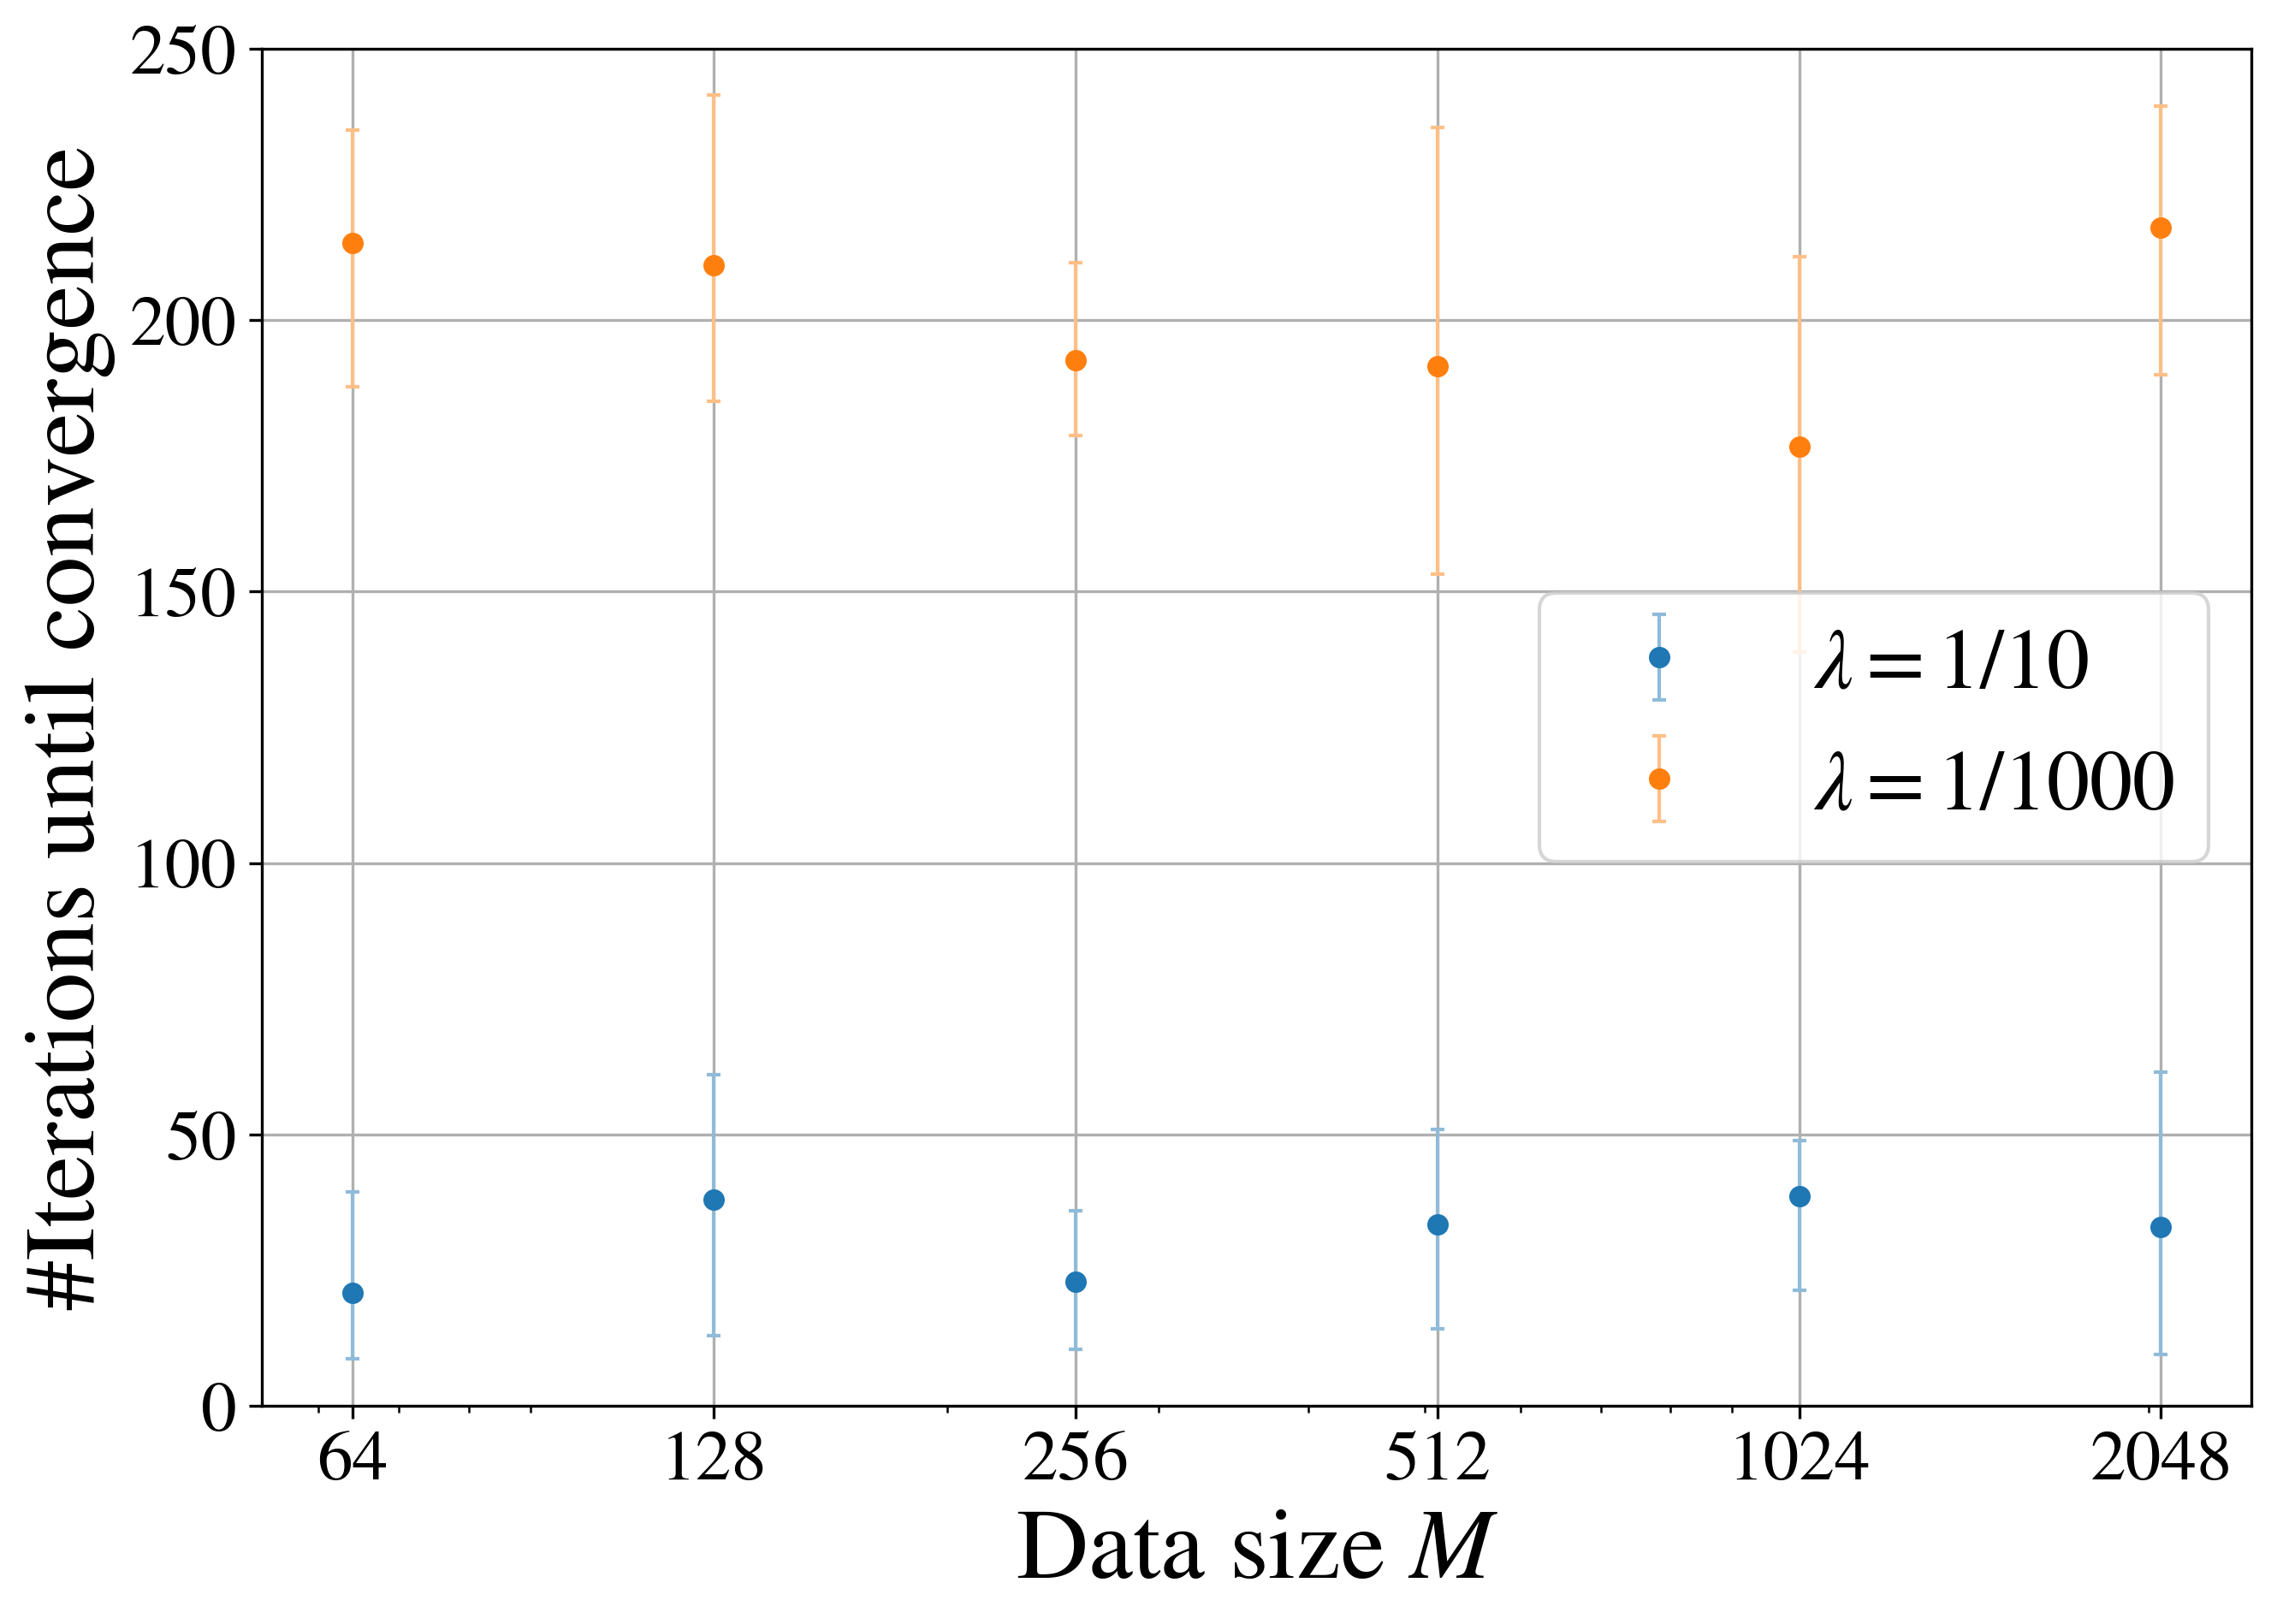 #Iterations until convergence
250
200
150
100
50
0
λ = 1/10
λ = 1/1000
64 128 256 512 1024 2048
Data size M